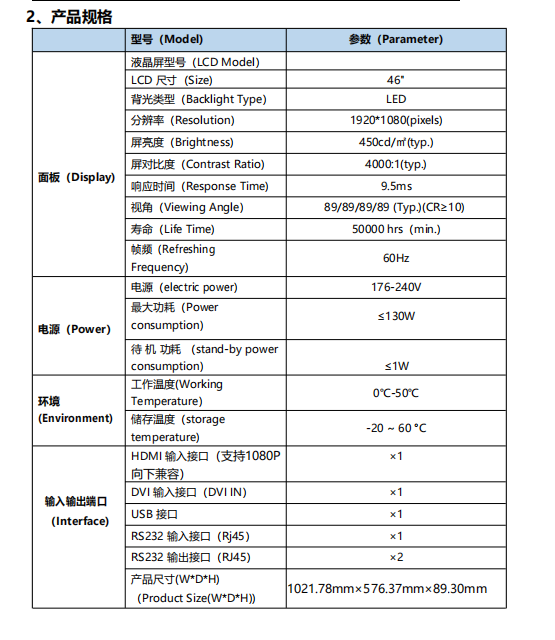 2、产品规格
型号（Model） 参数（Parameter)
面板（Display)
液晶屏型号（LCD Model）
LCD 尺寸（Size) 46"
背光类型（Backlight Type） LED
分辨率（Resolution) 1920*1080(pixels)
屏亮度（Brightness) 450cd/㎡(typ.)
屏对比度（Contrast Ratio) 4000:1(typ.)
响应时间（Response Time) 9.5ms
视角（Viewing Angle) 89/89/89/89 (Typ.)(CR≥10)
寿命（Life Time) 50000 hrs（min.)
帧频（Refreshing
Frequency) 60Hz
电源（Power）
电源（electric power) 176-240V
最大功耗（Power
consumption) ≤130W
待 机 功耗 （stand-by power
consumption) ≤1W
环境
(Environment)
工作温度(Working
Temperature) 0℃-50℃
储存温度（storage
temperature) -20 ~ 60 °C
输入输出端口
（Interface)
HDMI 输入接口（支持1080P
向下兼容） ×1
DVI 输入接口（DVI IN） ×1
USB 接口 ×1
RS232 输入接口（Rj45） ×1
RS232 输出接口（RJ45） ×2
产品尺寸(W*D*H)
（Product Size(W*D*H)) 1021.78mm×576.37mm×89.30mm